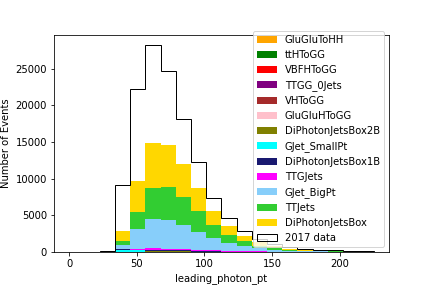 GluGluToHH
ttHToGG
VBFHToGG
TTGG_0Jets
VHToGG
GluGluHToGG
DiPhotonJetsBox2B
GJet_SmallPt
DiPhotonJetsBox1B
TTGJets
GJet_BigPt
TTJets
DiPhotonJetsBox
2017 data
Number of Events
25000
20000
15000
10000
5000
0
0 50 100 150 200
leading_photon_pt